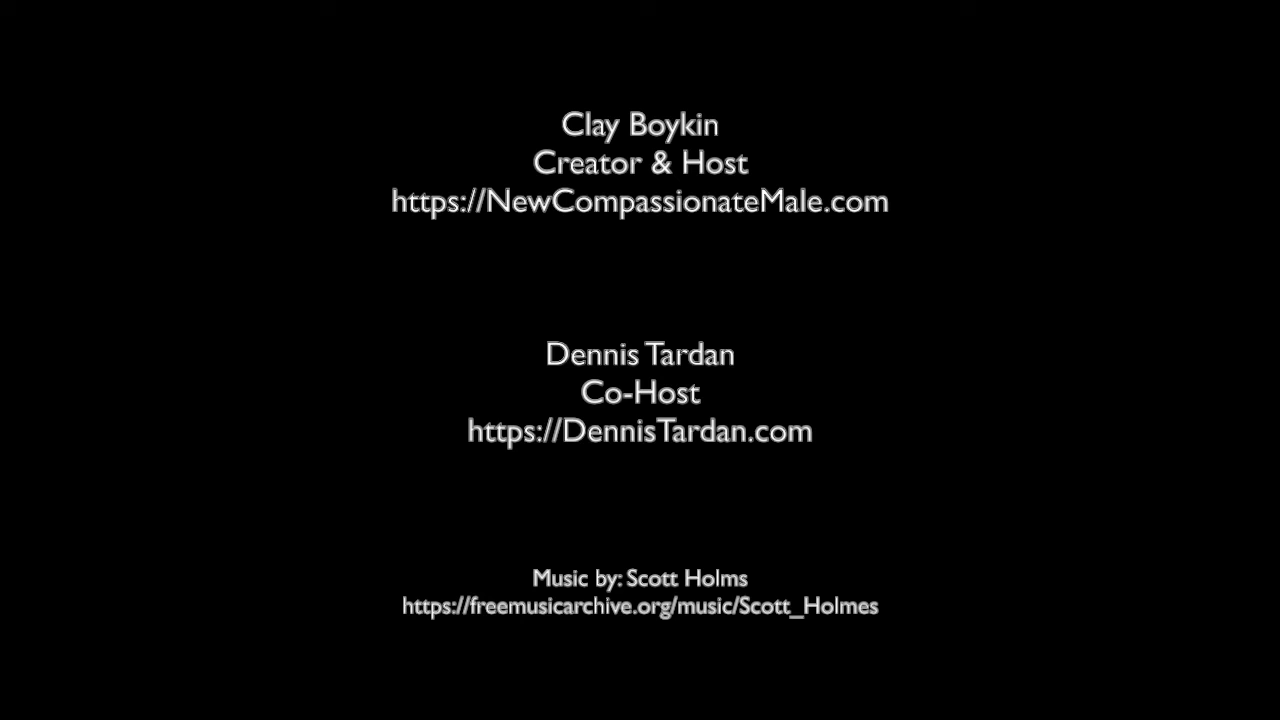 Clay Boykin
Creator & Host
https://NewCompassionateMale.com
Dennis Tardan
Co-Host
https://DennisTardan.com
Music by: Scott Holms
https://freemusicarchive.org/music/Scott_Holmes